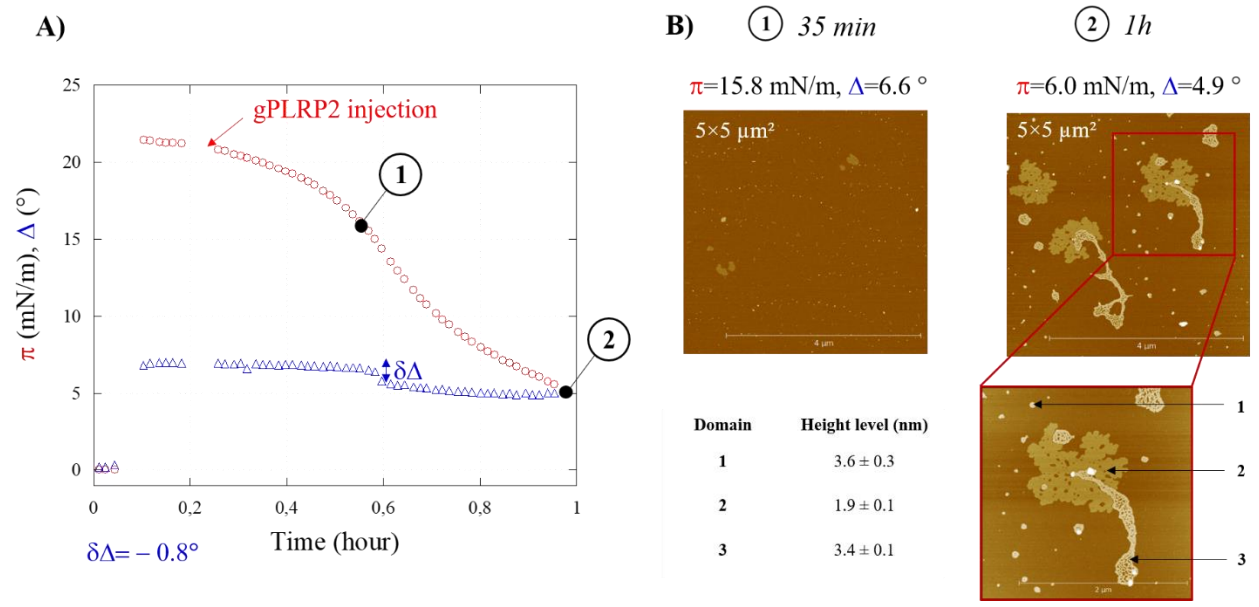 A)
π (mN/m), Δ (°)
25
20
15
10
5
0
gPLRP2 injection
1
2
δΔ
0
0,2
0,4
0,6
0,8
1
Time (hour)
δΔ= − 0.8°
B)
1 35 min
π=15.8 mN/m, Δ=6.6 °
5×5 µm²
4 µm
2 1h
π=6.0 mN/m, Δ=4.9 °
5×5 µm²
4 µm
Domain Height level (nm)
1 3.6 ± 0.3
2 1.9 ± 0.1
3 3.4 ± 0.1
1
2
3
2 µm